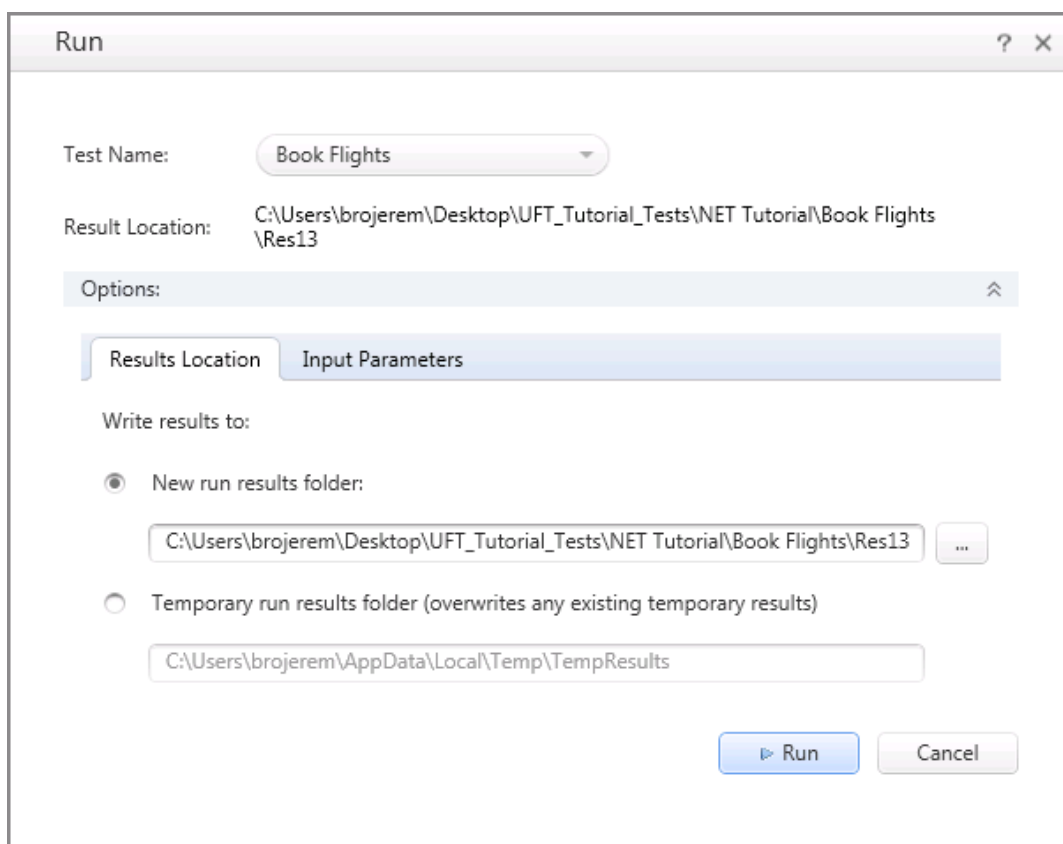 Run
?
Test Name:
Book Flights
Result Location:
C:\Users\brojerem\Desktop\UFT_Tutorial_Tests\NET Tutorial\Book Flights
\Res13
Options:
Results Location
Input Parameters
Write results to:
New run results folder:
C:\Users\brojerem\Desktop\UFT_Tutorial_Tests\NET Tutorial\Book Flights\Res13
...
Temporary run results folder (overwrites any existing temporary results)
C:\Users\brojerem\AppData\Local\Temp\TempResults
Run
Cancel